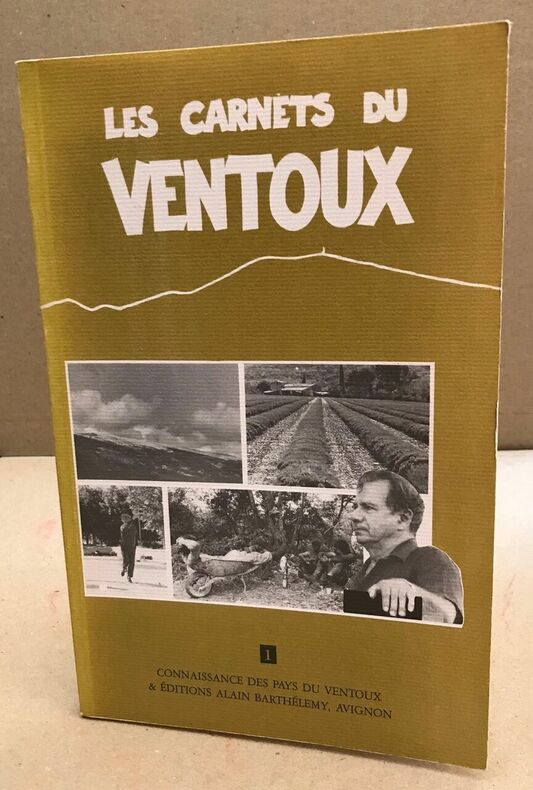 LES CARNETS DU
VENTOUX
1
CONNAISSANCE DES PAYS DU VENTOUX
& ÉDITIONS ALAIN BARTHÉLEMY, AVIGNON